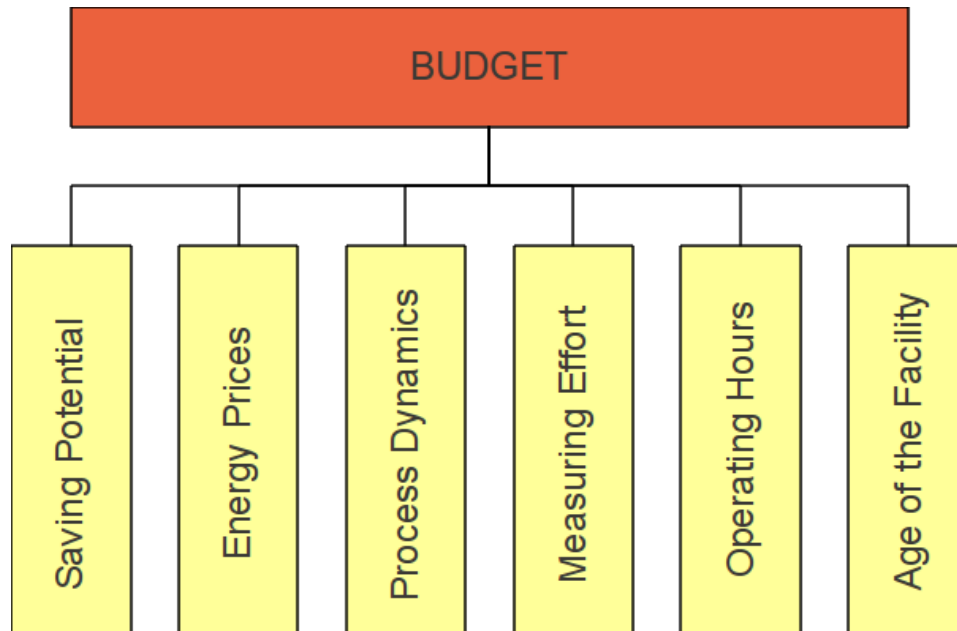 BUDGET
Saving Potential
Energy Prices
Process Dynamics
Measuring Effort
Operating Hours
Age of the Facility